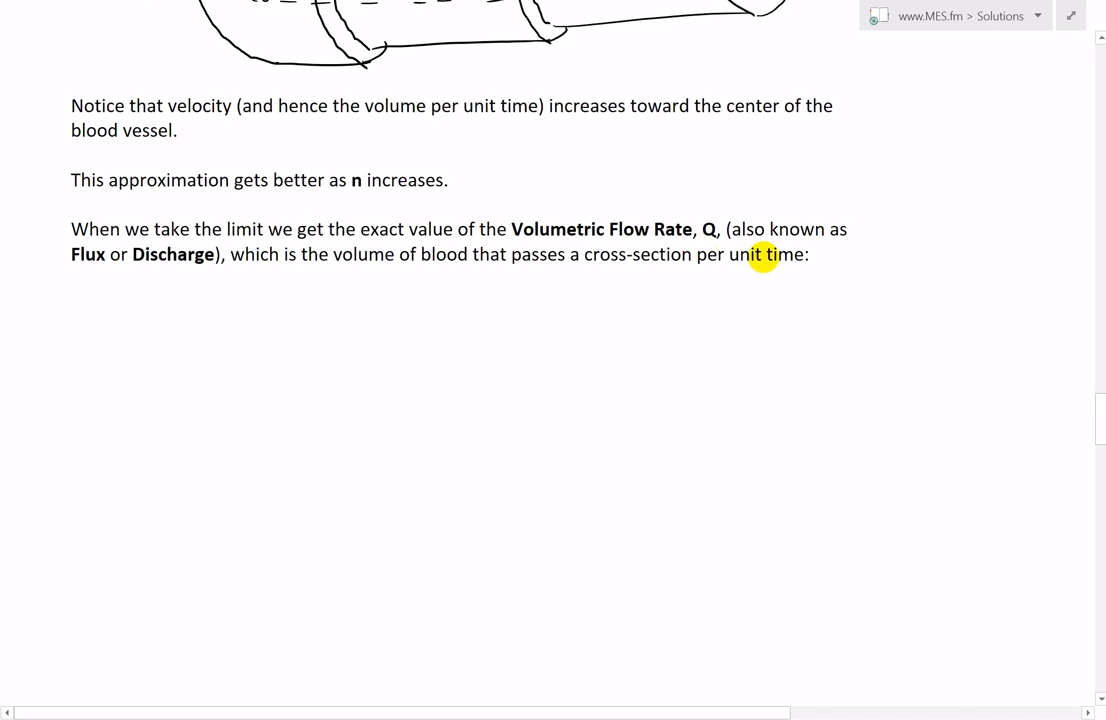 www.MES.fm > Solutions
Notice that velocity (and hence the volume per unit time) increases toward the center of the
blood vessel.
This approximation gets better as n increases.
When we take the limit we get the exact value of the Volumetric Flow Rate, Q, (also known as
Flux or Discharge), which is the volume of blood that passes a cross-section per unit time: